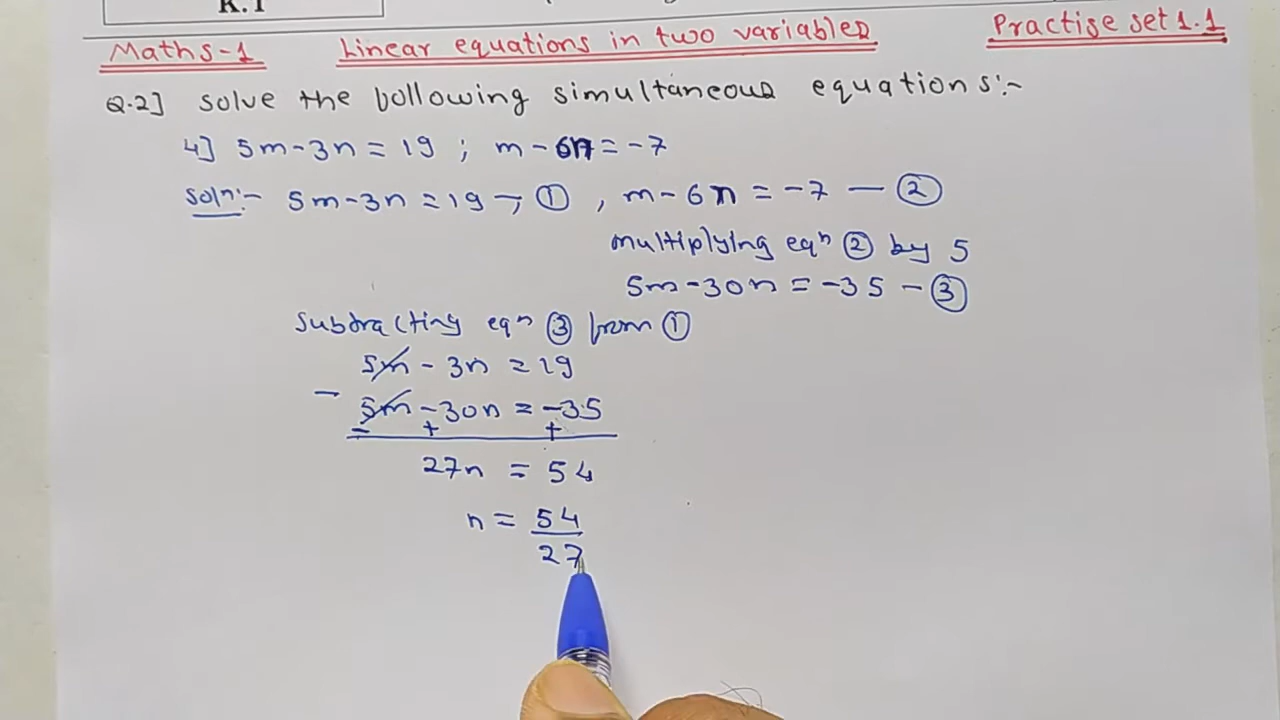 K.1
Maths-1 Linear equations in two variables Practise set 1.1
Q.2] solve the following simultaneous equations:-
4] 5m-3n = 19 ; m-6n = -7
Soln:- 5m-3n = 19 → ① , m-6n = -7 — ②
multiplying eqn ② by 5
5m-30n = -35 - ③
Subtracting eqn ③ from ①
5m - 3n = 19
- 5m - 30n = -35
- + +
27n = 54
n = 54
27